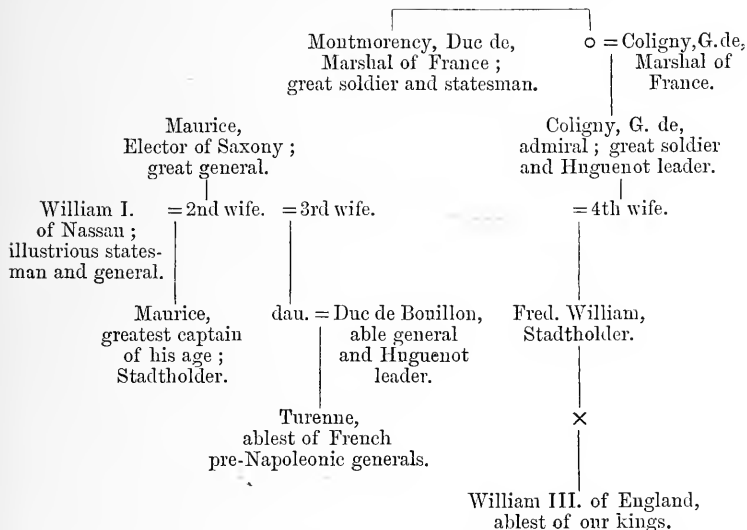 Montmorency, Duc de,
Marshal of France ;
great soldier and statesman.
o = Coligny, G. de,
Marshal of
France.
Maurice,
Elector of Saxony ;
great general.
Coligny, G. de,
admiral ; great soldier
and Huguenot leader.
William I.
of Nassau ;
illustrious states-
man and general.
= 2nd wife. = 3rd wife.
= 4th wife.
Maurice,
greatest captain
of his age ;
Stadtholder.
dau. = Duc de Bouillon,
able general
and Huguenot
leader.
Fred. William,
Stadtholder.
Turenne,
ablest of French
pre-Napoleonic generals.
×
William III. of England,
ablest of our kings.